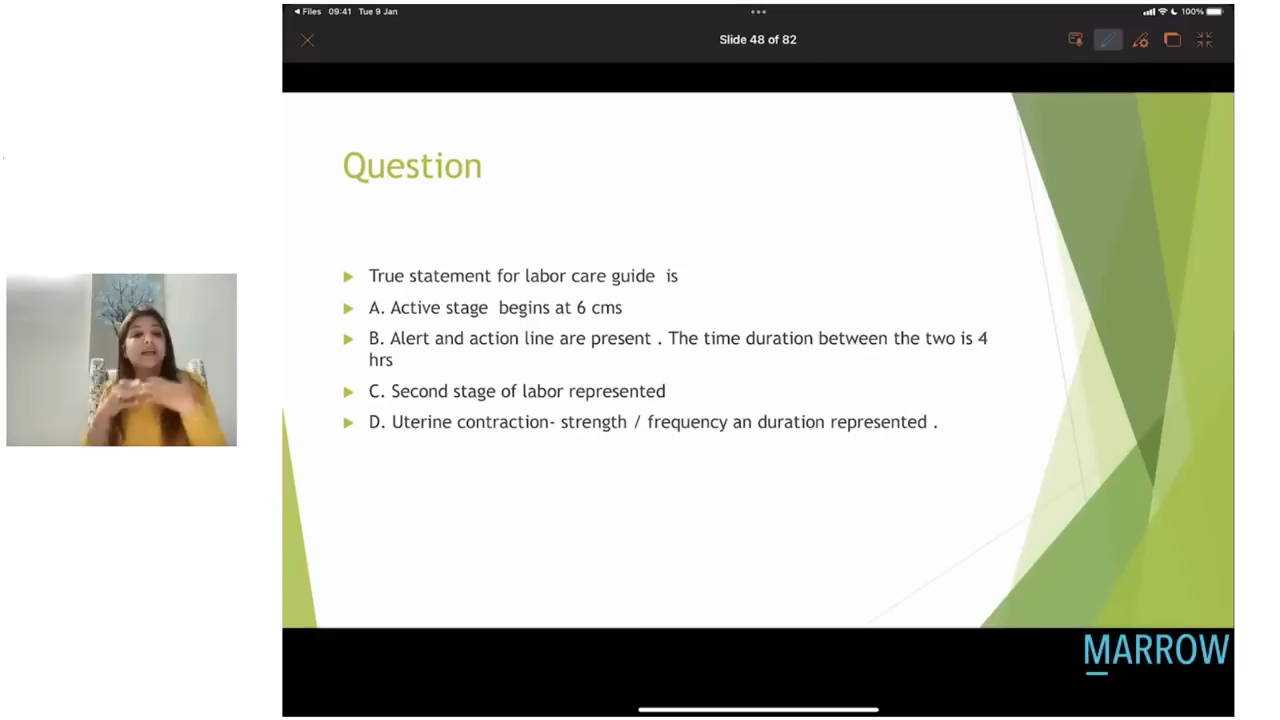 Files 09:41 Tue 9 Jan
100%
Slide 48 of 82
Question
True statement for labor care guide is
A. Active stage begins at 6 cms
B. Alert and action line are present . The time duration between the two is 4
hrs
C. Second stage of labor represented
D. Uterine contraction- strength / frequency an duration represented .
MARROW